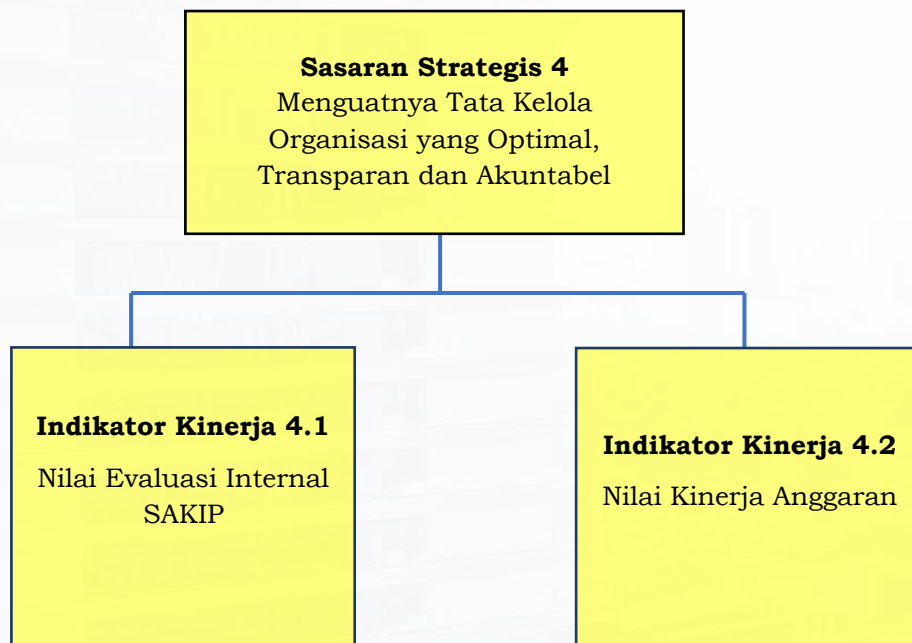 Sasaran Strategis 4
Menguatnya Tata Kelola
Organisasi yang Optimal,
Transparan dan Akuntabel
Indikator Kinerja 4.1
Nilai Evaluasi Internal
SAKIP
Indikator Kinerja 4.2
Nilai Kinerja Anggaran